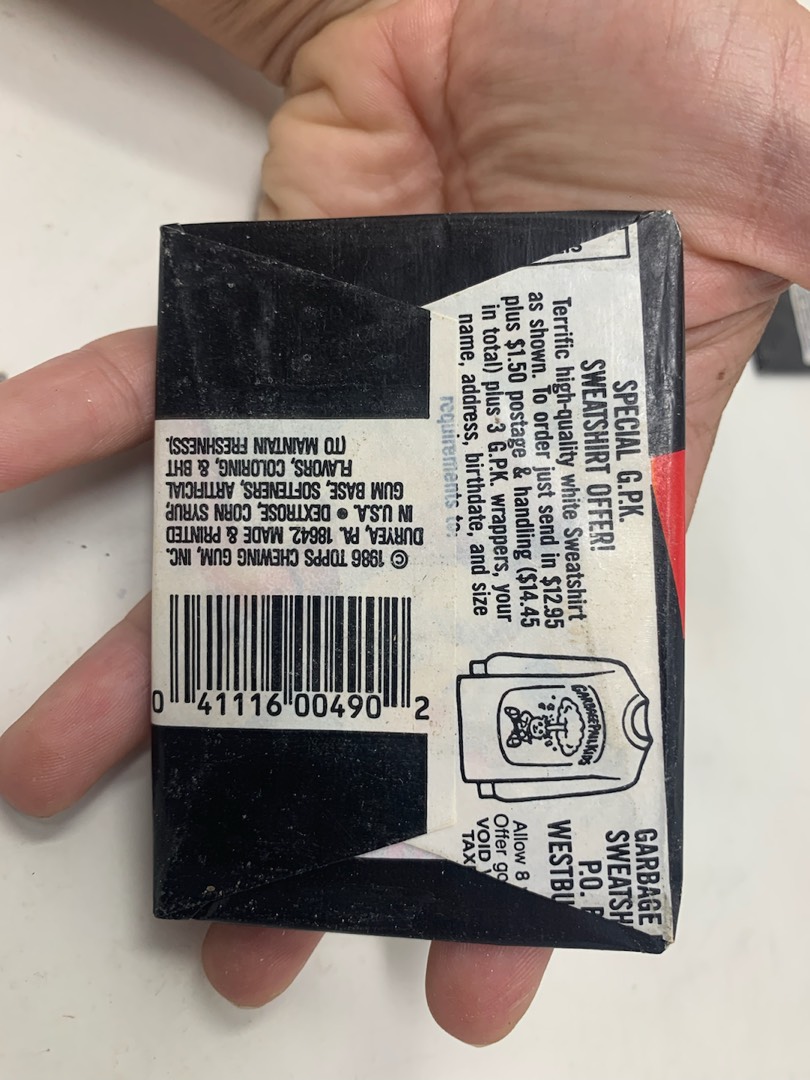 SPECIAL G.P.K.
SWEATSHIRT OFFER!
Terrific high-quality white Sweatshirt
as shown. To order just send in $12.95
plus $1.50 postage & handling ($14.45
in total) plus 3 G.P.K. wrappers, your
name, address, birthdate, and size
requirements to:
GARBAGE PAIL KIDS
GARBAGE
SWEATSH
P.O. B
WESTBU
Allow 8
Offer go
VOID
TAX
© 1986 TOPPS CHEWING GUM, INC.
DURYEA, PA. 18642. MADE & PRINTED
IN U.S.A. • DEXTROSE, CORN SYRUP,
GUM BASE, SOFTENERS, ARTIFICIAL
FLAVORS, COLORING, & BHT
(TO MAINTAIN FRESHNESS).
0 41116 00490 2